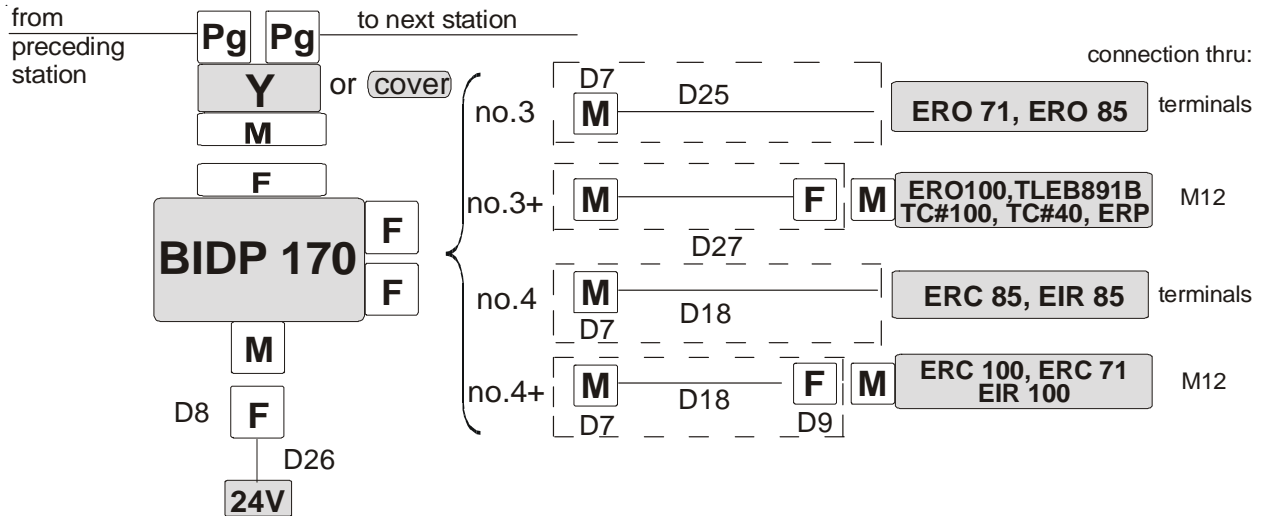 from
preceding
station
Pg Pg
to next station
Y or cover
M
F
BIDP 170
F
F
M
D8 F
D26
24V
connection thru:
no.3 D7 M D25 ERO 71, ERO 85 terminals
no.3+ M F M ERO100,TLEB891B
TC#100, TC#40, ERP M12
D27
no.4 M D7 D18 ERC 85, EIR 85 terminals
no.4+ M D7 D18 F D9 M ERC 100, ERC 71
EIR 100 M12